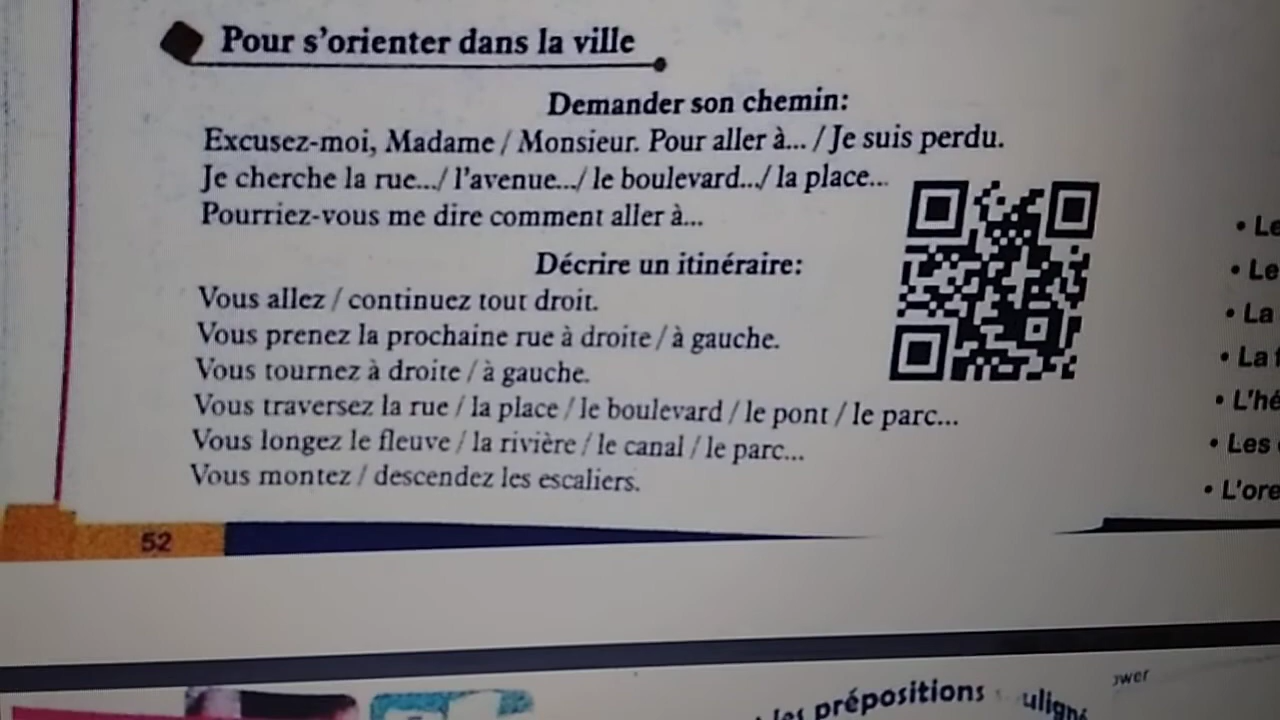 Pour s'orienter dans la ville
Demander son chemin:
Excusez-moi, Madame / Monsieur. Pour aller à... / Je suis perdu.
Je cherche la rue.../ l'avenue.../ le boulevard.../ la place...
Pourriez-vous me dire comment aller à...
Décrire un itinéraire:
Vous allez / continuez tout droit.
Vous prenez la prochaine rue à droite / à gauche.
Vous tournez à droite / à gauche.
Vous traversez la rue / la place / le boulevard / le pont / le parc...
Vous longez le fleuve / la rivière / le canal / le parc...
Vous montez / descendez les escaliers.
52
• Le
• Le
• La
• La
• Les
les prépositions